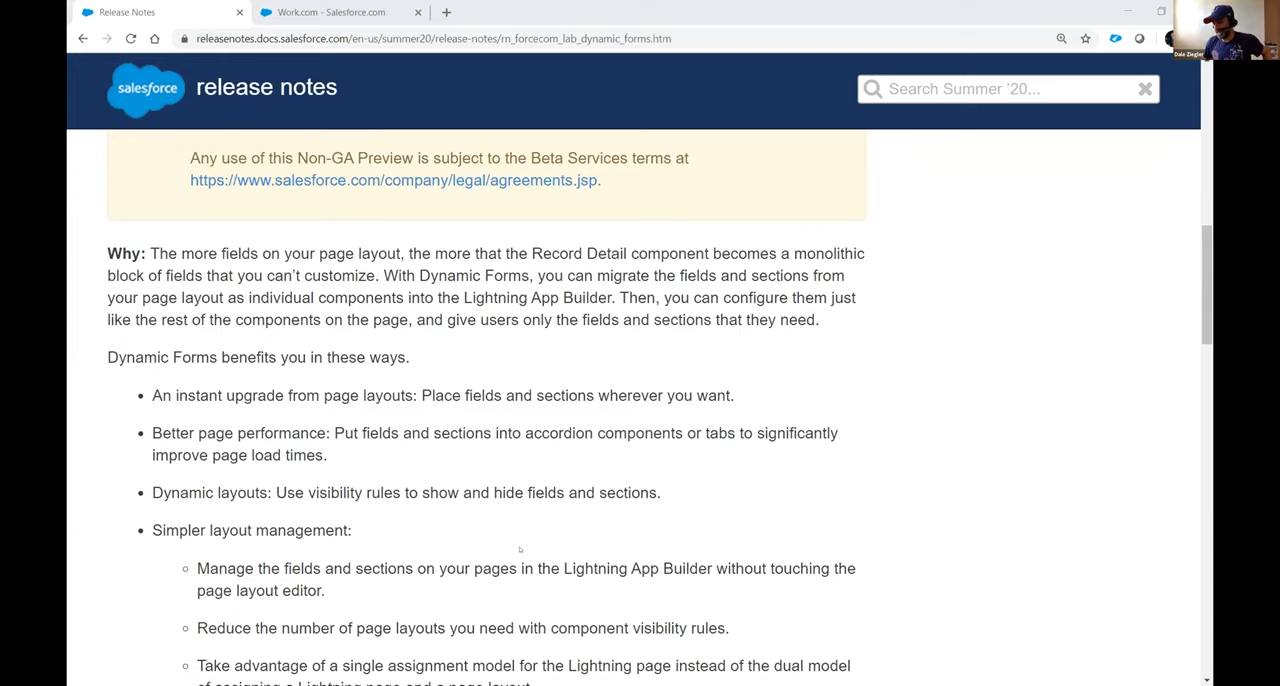 Release Notes
Work.com - Salesforce.com
releasenotes.docs.salesforce.com/en-us/summer20/release-notes/rn_forcecom_lab_dynamic_forms.htm
Dale Ziegler
salesforce
release notes
Search Summer '20...
Any use of this Non-GA Preview is subject to the Beta Services terms at
https://www.salesforce.com/company/legal/agreements.jsp.
Why: The more fields on your page layout, the more that the Record Detail component becomes a monolithic
block of fields that you can’t customize. With Dynamic Forms, you can migrate the fields and sections from
your page layout as individual components into the Lightning App Builder. Then, you can configure them just
like the rest of the components on the page, and give users only the fields and sections that they need.
Dynamic Forms benefits you in these ways.
• An instant upgrade from page layouts: Place fields and sections wherever you want.
• Better page performance: Put fields and sections into accordion components or tabs to significantly
improve page load times.
• Dynamic layouts: Use visibility rules to show and hide fields and sections.
• Simpler layout management:
◦ Manage the fields and sections on your pages in the Lightning App Builder without touching the
page layout editor.
◦ Reduce the number of page layouts you need with component visibility rules.
◦ Take advantage of a single assignment model for the Lightning page instead of the dual model
of assigning a Lightning page and a page layout.